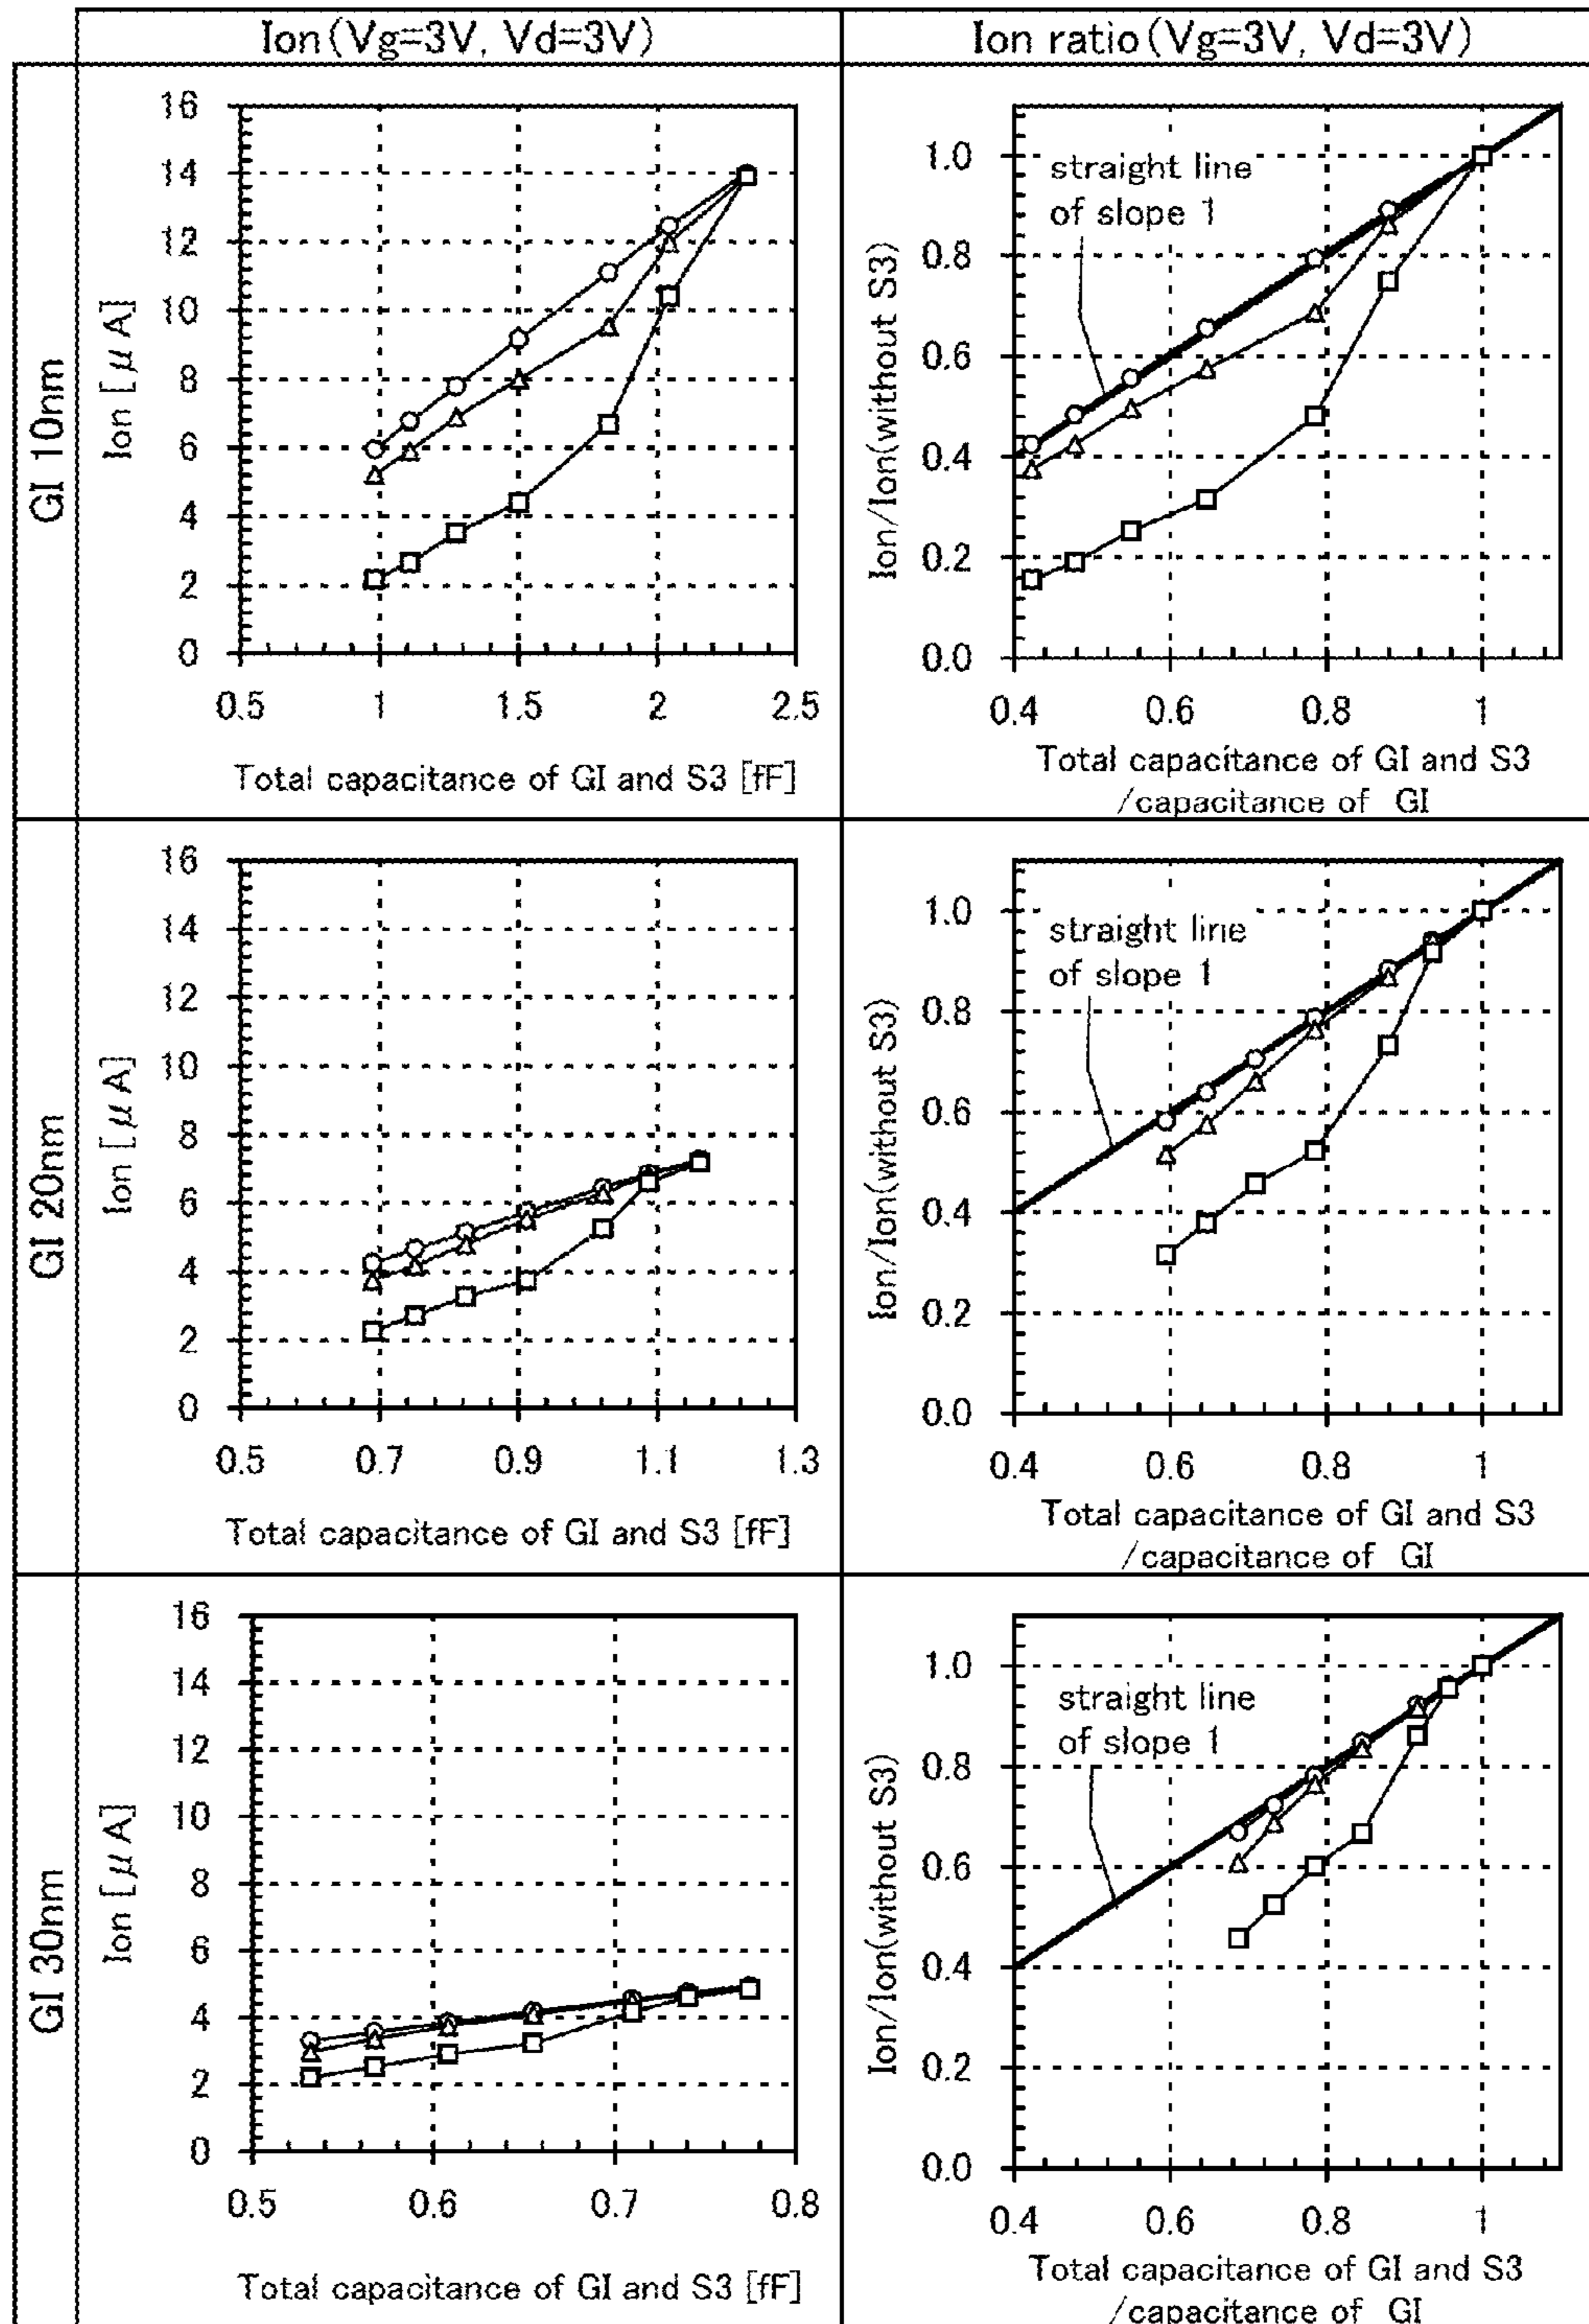 Ion(Vg=3V, Vd=3V)
Ion ratio(Vg=3V, Vd=3V)
GI 10nm
Ion [μA]
16
14
12
10
8
6
4
2
0
0.5
1
1.5
2
2.5
Total capacitance of GI and S3 [fF]
Ion/Ion(without S3)
1.0
0.8
0.6
0.4
0.2
0.0
straight line
of slope 1
0.4
0.6
0.8
1
Total capacitance of GI and S3
/capacitance of GI
GI 20nm
Ion [μA]
16
14
12
10
8
6
4
2
0
0.5
0.7
0.9
1.1
1.3
Total capacitance of GI and S3 [fF]
Ion/Ion(without S3)
1.0
0.8
0.6
0.4
0.2
0.0
straight line
of slope 1
0.4
0.6
0.8
1
Total capacitance of GI and S3
/capacitance of GI
GI 30nm
Ion [μA]
16
14
12
10
8
6
4
2
0
0.5
0.6
0.7
0.8
Total capacitance of GI and S3 [fF]
Ion/Ion(without S3)
1.0
0.8
0.6
0.4
0.2
0.0
straight line
of slope 1
0.4
0.6
0.8
1
Total capacitance of GI and S3
/capacitance of GI